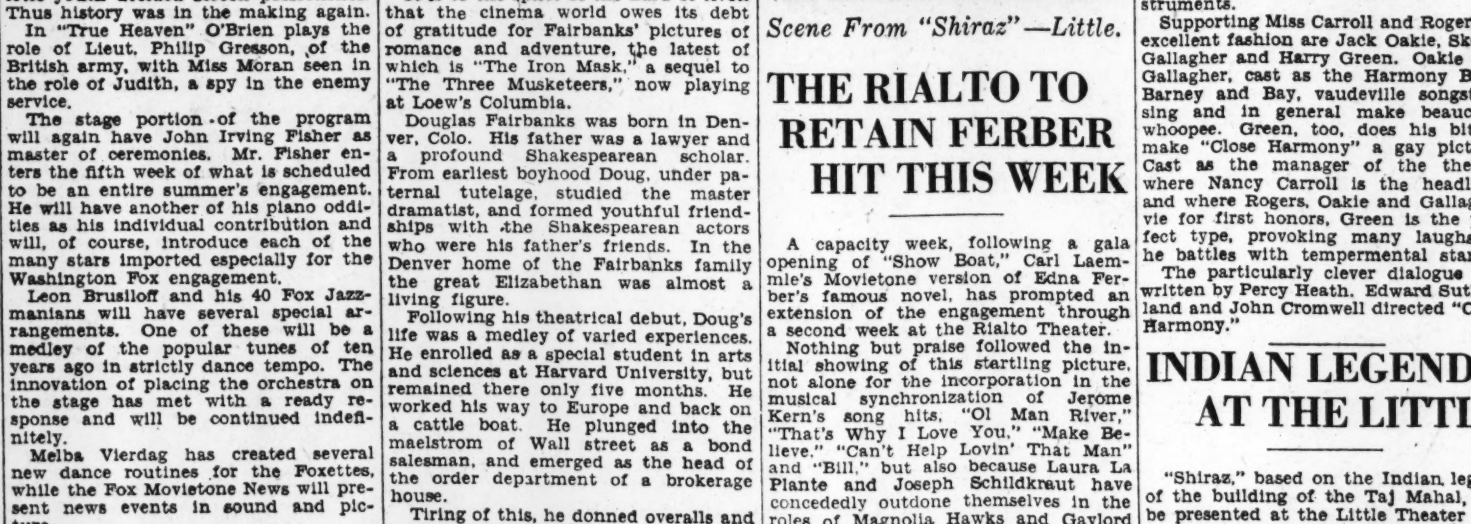 Thus history was in the making again.
In "True Heaven" O'Brien plays the
role of Lieut. Philip Gresson, of the
British army, with Miss Moran seen in
the role of Judith, a spy in the enemy
service.
The stage portion of the program
will again have John Irving Fisher as
master of ceremonies. Mr. Fisher en-
ters the fifth week of what is scheduled
to be an entire summer's engagement.
He will have another of his piano oddi-
ties as his individual contribution and
will, of course, introduce each of the
many stars imported especially for the
Washington Fox engagement.
Leon Brusiloff and his 40 Fox Jazz-
manians will have several special ar-
rangements. One of these will be a
medley of the popular tunes of ten
years ago in strictly dance tempo. The
innovation of placing the orchestra on
the stage has met with a ready re-
sponse and will be continued indefi-
nitely.
Melba Vierdag has created several
new dance routines for the Foxettes,
while the Fox Movietone News will pre-
sent news events in sound and pic-
that the cinema world owes its debt
of gratitude for Fairbanks' pictures of
romance and adventure, the latest of
which is "The Iron Mask," a sequel to
"The Three Musketeers," now playing
at Loew's Columbia.
Douglas Fairbanks was born in Den-
ver, Colo. His father was a lawyer and
a profound Shakespearean scholar.
From earliest boyhood Doug, under pa-
ternal tutelage, studied the master
dramatist, and formed youthful friend-
ships with the Shakespearean actors
who were his father's friends. In the
Denver home of the Fairbanks family
the great Elizabethan was almost a
living figure.
Following his theatrical debut, Doug's
life was a medley of varied experiences.
He enrolled as a special student in arts
and sciences at Harvard University, but
remained there only five months. He
worked his way to Europe and back on
a cattle boat. He plunged into the
maelstrom of Wall street as a bond
salesman, and emerged as the head of
the order department of a brokerage
house.
Tiring of this, he donned overalls and
Scene From "Shiraz"—Little.
THE RIALTO TO
RETAIN FERBER
HIT THIS WEEK
A capacity week, following a gala
opening of "Show Boat," Carl Laem-
mle's Movietone version of Edna Fer-
ber's famous novel, has prompted an
extension of the engagement through
a second week at the Rialto Theater.
Nothing but praise followed the in-
itial showing of this startling picture,
not alone for the incorporation in the
musical synchronization of Jerome
Kern's song hits, "Ol Man River,"
"That's Why I Love You," "Make Be-
lieve," "Can't Help Lovin' That Man"
and "Bill," but also because Laura La
Plante and Joseph Schildkraut have
concededly outdone themselves in the
roles of Magnolia Hawks and Gaylord
struments.
Supporting Miss Carroll and Roger
excellent fashion are Jack Oakie, Sk
Gallagher and Harry Green. Oakie
Gallagher, cast as the Harmony B
Barney and Bay, vaudeville songst
sing and in general make beauc
whoopee. Green, too, does his bit
make "Close Harmony" a gay pict
Cast as the manager of the the
where Nancy Carroll is the headl
and where Rogers, Oakie and Gallag
vie for first honors, Green is the
fect type, provoking many laughs
he battles with tempermental star
The particularly clever dialogue
written by Percy Heath. Edward Sut
land and John Cromwell directed "C
Harmony."
INDIAN LEGEND
AT THE LITTL
"Shiraz," based on the Indian leg
of the building of the Taj Mahal,
be presented at the Little Theater